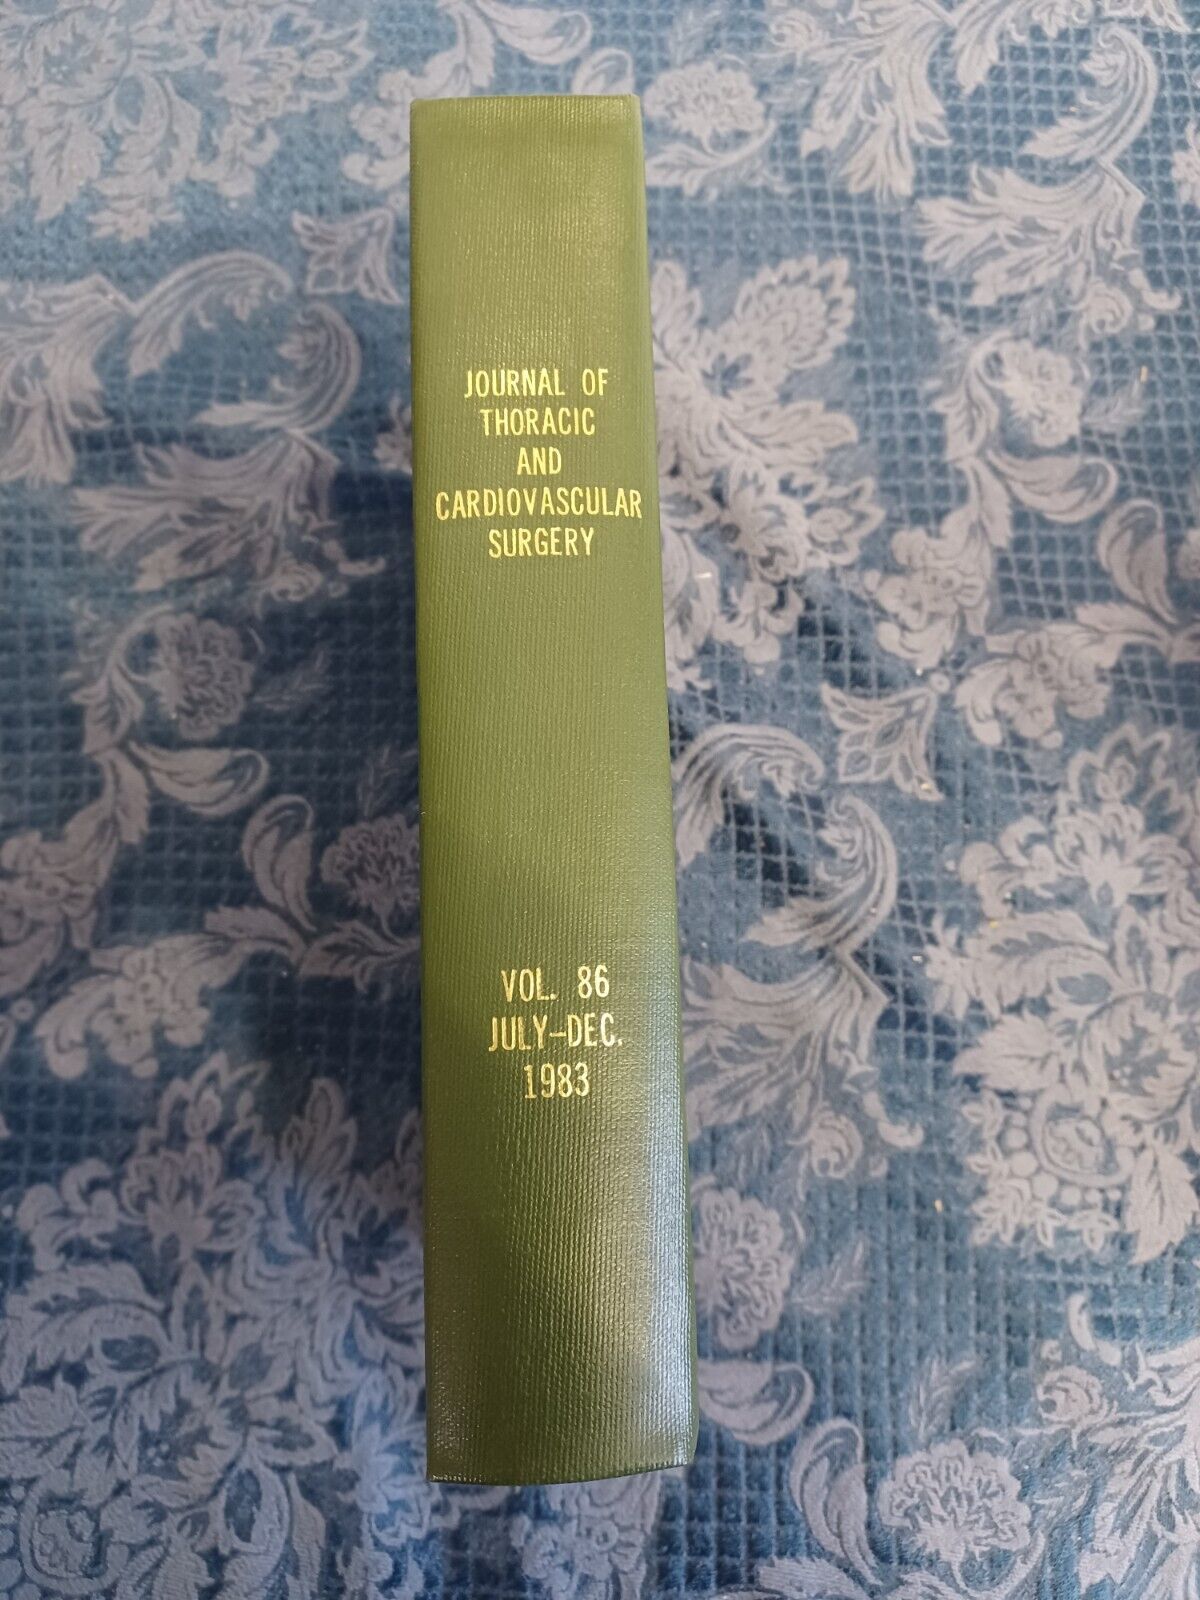 JOURNAL OF
THORACIC
AND
CARDIOVASCULAR
SURGERY
VOL. 86
JULY-DEC.
1983